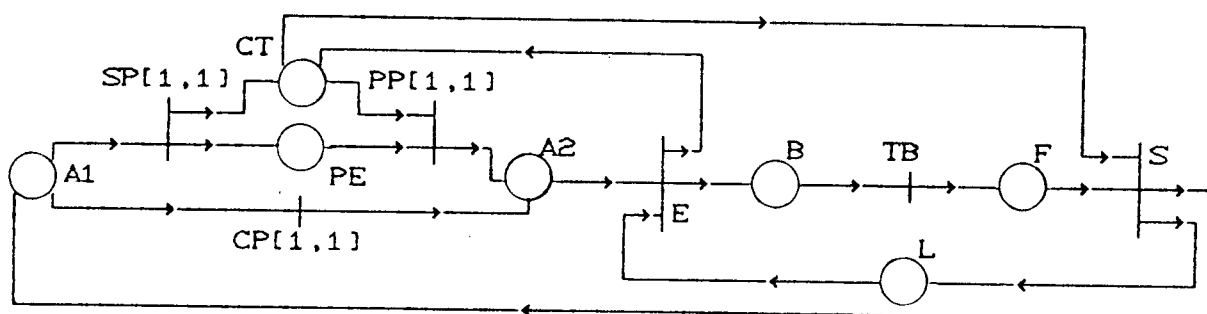 CT
SP[1,1]
PP[1,1]
A1
PE
A2
CP[1,1]
E
B
TB
F
S
L